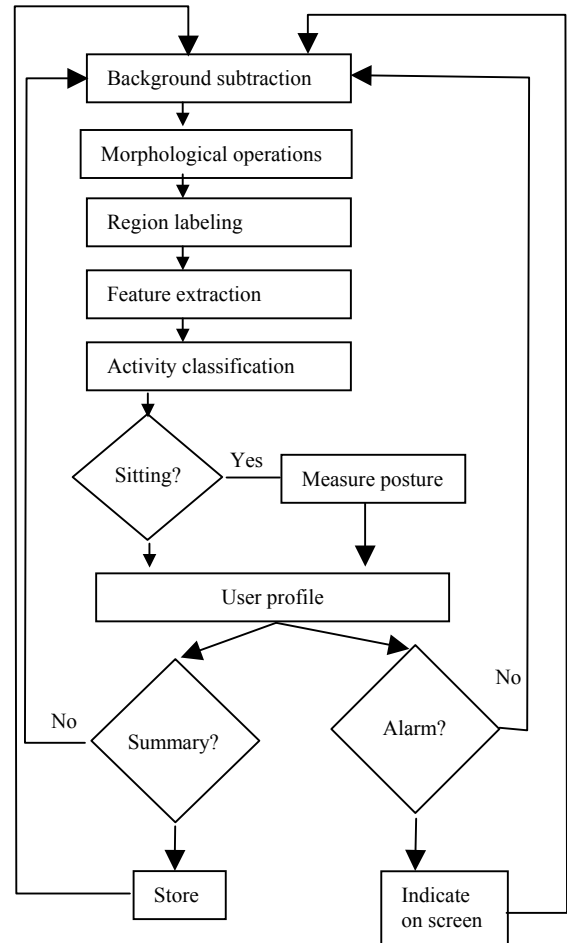 Background subtraction
Morphological operations
Region labeling
Feature extraction
Activity classification
Sitting?
Yes
Measure posture
User profile
No
Summary?
Alarm?
No
Store
Indicate
on screen